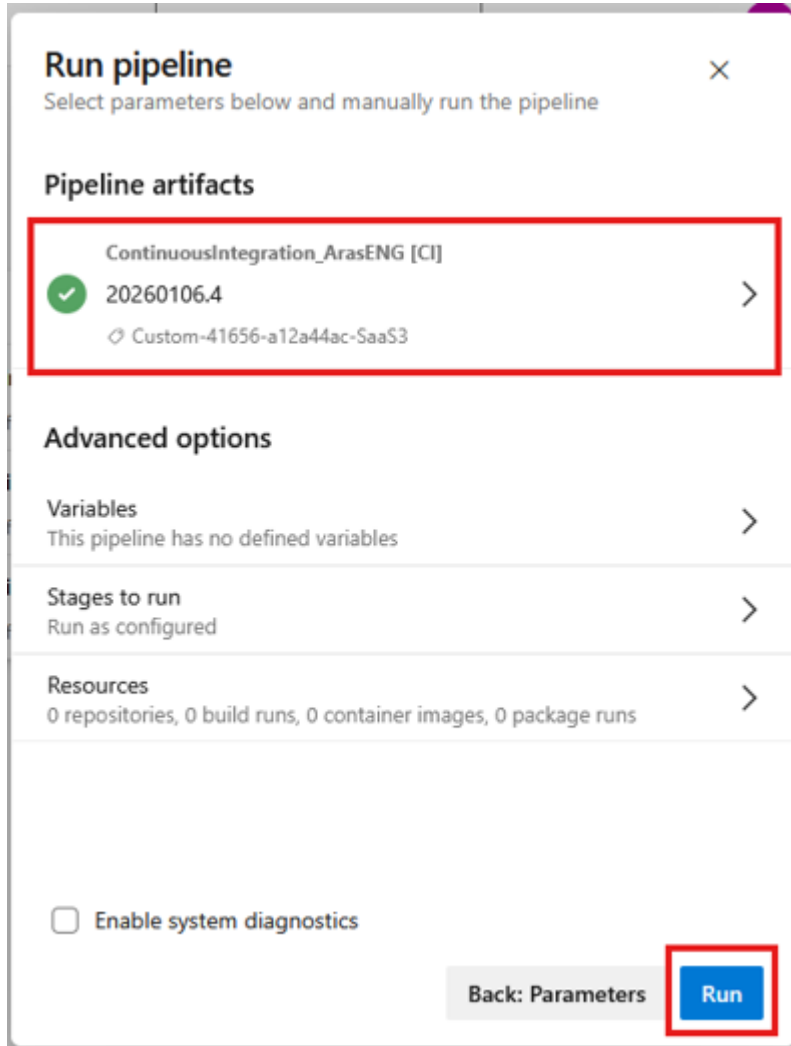 Run pipeline
Select parameters below and manually run the pipeline
Pipeline artifacts
ContinuousIntegration_ArasENG [CI]
20260106.4
Custom-41656-a12a44ac-SaaS3
Advanced options
Variables
This pipeline has no defined variables
Stages to run
Run as configured
Resources
0 repositories, 0 build runs, 0 container images, 0 package runs
Enable system diagnostics
Back: Parameters
Run